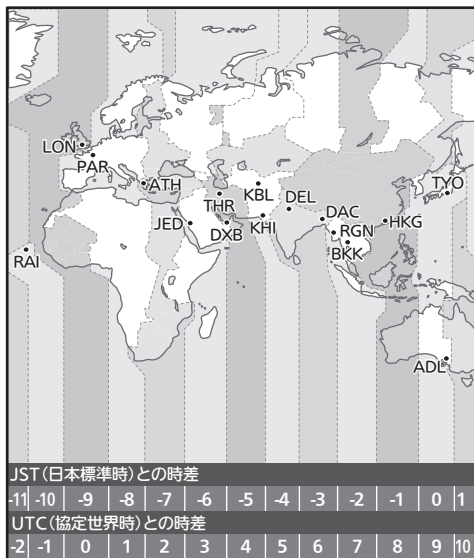 LON
PAR
ATH
THR
KBL
DEL
DAC
TYO
JED
DXB
KHI
RGN
HKG
BKK
RAI
ADL
JST(日本標準時)との時差
-11 -10 -9 -8 -7 -6 -5 -4 -3 -2 -1 0 1
UTC(協定世界時)との時差
-2 -1 0 1 2 3 4 5 6 7 8 9 10